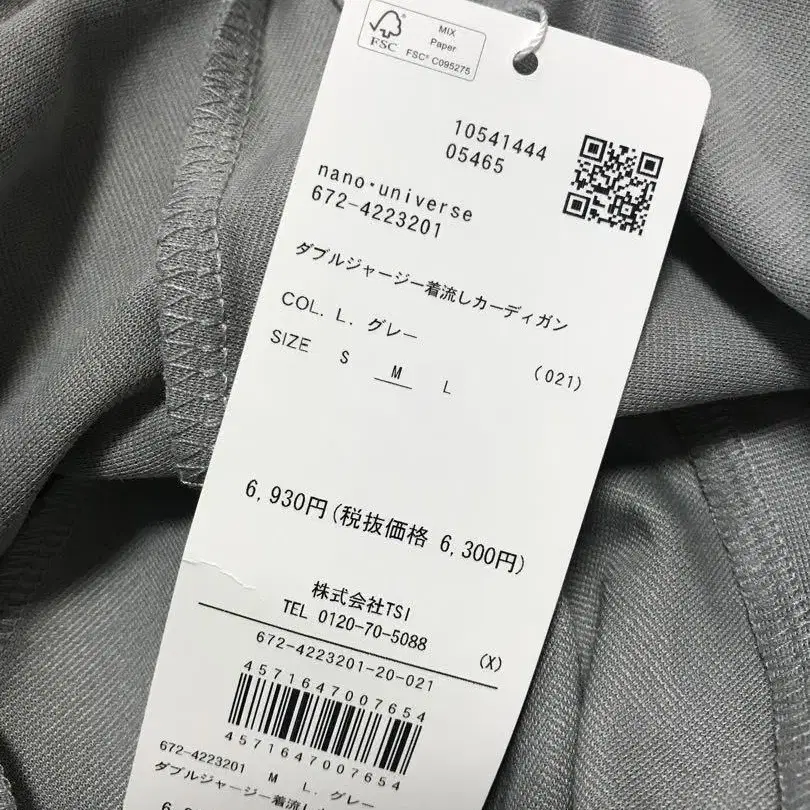 MIX
Paper
FSC
FSC® C095275
10541444
05465
nano・universe
672-4223201
ダブルジャージー着流しカーディガン
COL. L. グレー
(021)
SIZE S M L
6,930円(税抜価格 6,300円)
株式会社TSI
TEL 0120-70-5088
(X)
672-4223201-20-021
4571647007654
4571647007654
672-4223201 M L. グレー
ダブルジャージー着流しカ